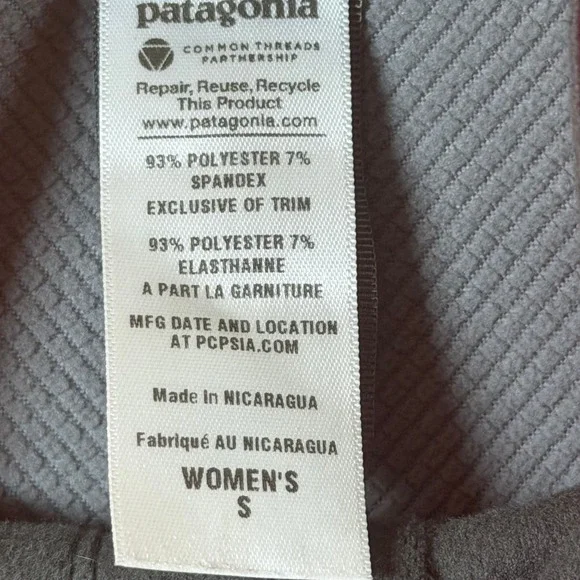 patagonia
COMMON THREADS
PARTNERSHIP
Repair, Reuse, Recycle
This Product
www.patagonia.com
93% POLYESTER 7%
SPANDEX
EXCLUSIVE OF TRIM
93% POLYESTER 7%
ELASTHANNE
A PART LA GARNITURE
MFG DATE AND LOCATION
AT PCPSIA.COM
Made in NICARAGUA
Fabriqué AU NICARAGUA
WOMEN'S
S